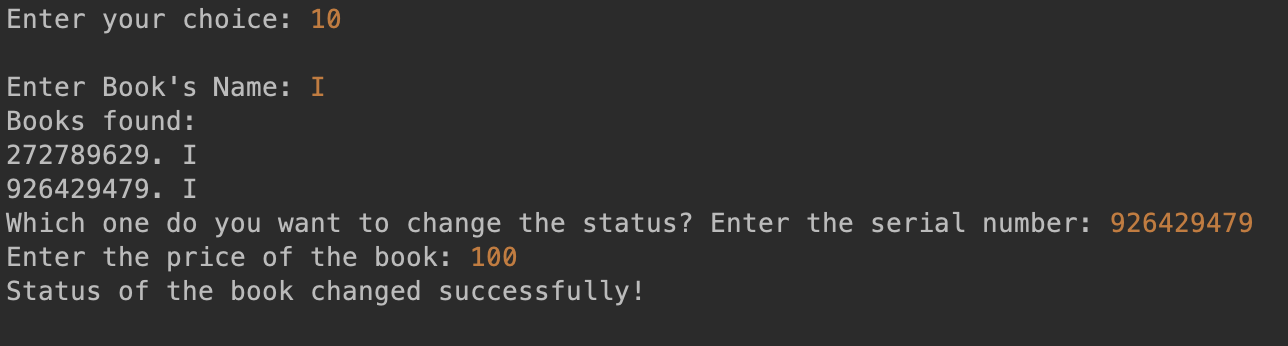 Enter your choice: 10
Enter Book's Name: I
Books found:
272789629. I
926429479. I
Which one do you want to change the status? Enter the serial number: 926429479
Enter the price of the book: 100
Status of the book changed successfully!